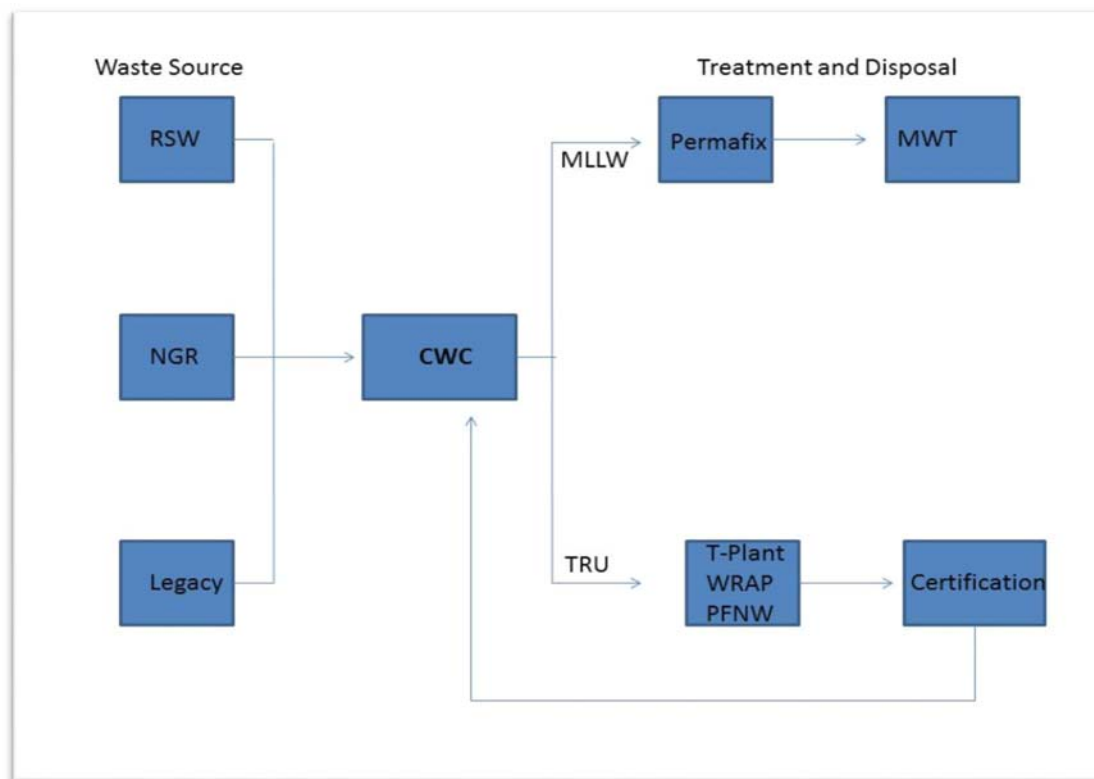 Waste Source
Treatment and Disposal
RSW
Permafix
MWT
MLLW
NGR
CWC
TRU
Legacy
T-Plant
WRAP
PFNW
Certification